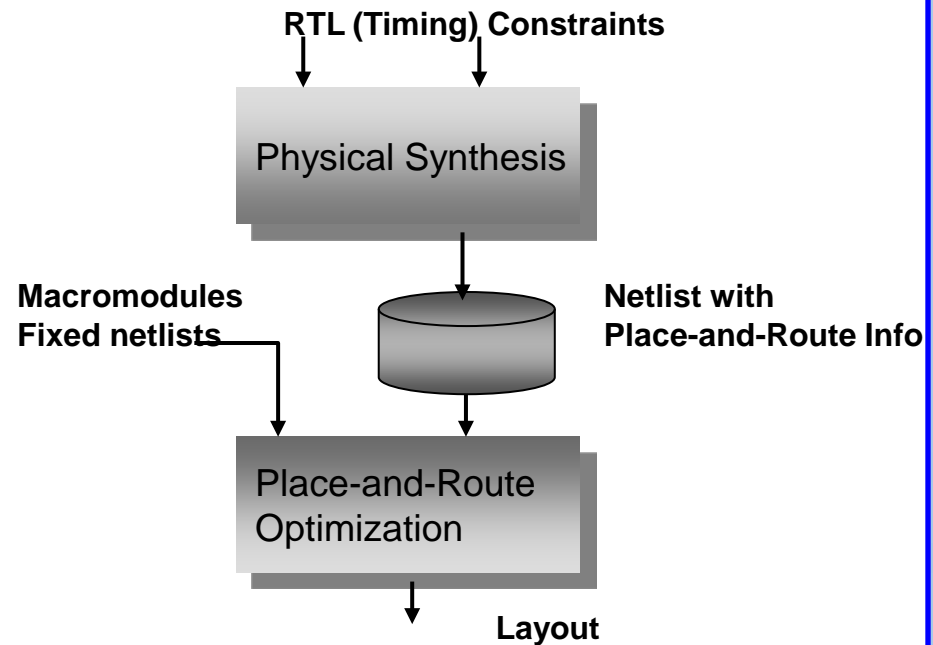 RTL (Timing) Constraints
Physical Synthesis
Macromodules
Fixed netlists
Netlist with
Place-and-Route Info
Place-and-Route
Optimization
Layout